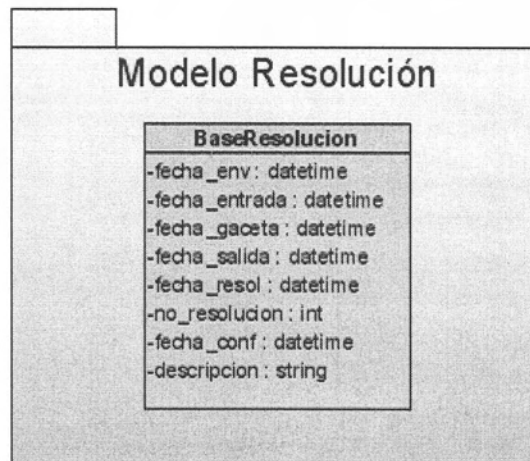 Modelo Resolución
BaseResolucion
-fecha_env : datetime
-fecha_entrada : datetime
-fecha_gaceta : datetime
-fecha_salida : datetime
-fecha_resol : datetime
-no_resolucion : int
-fecha_conf : datetime
-descripcion : string